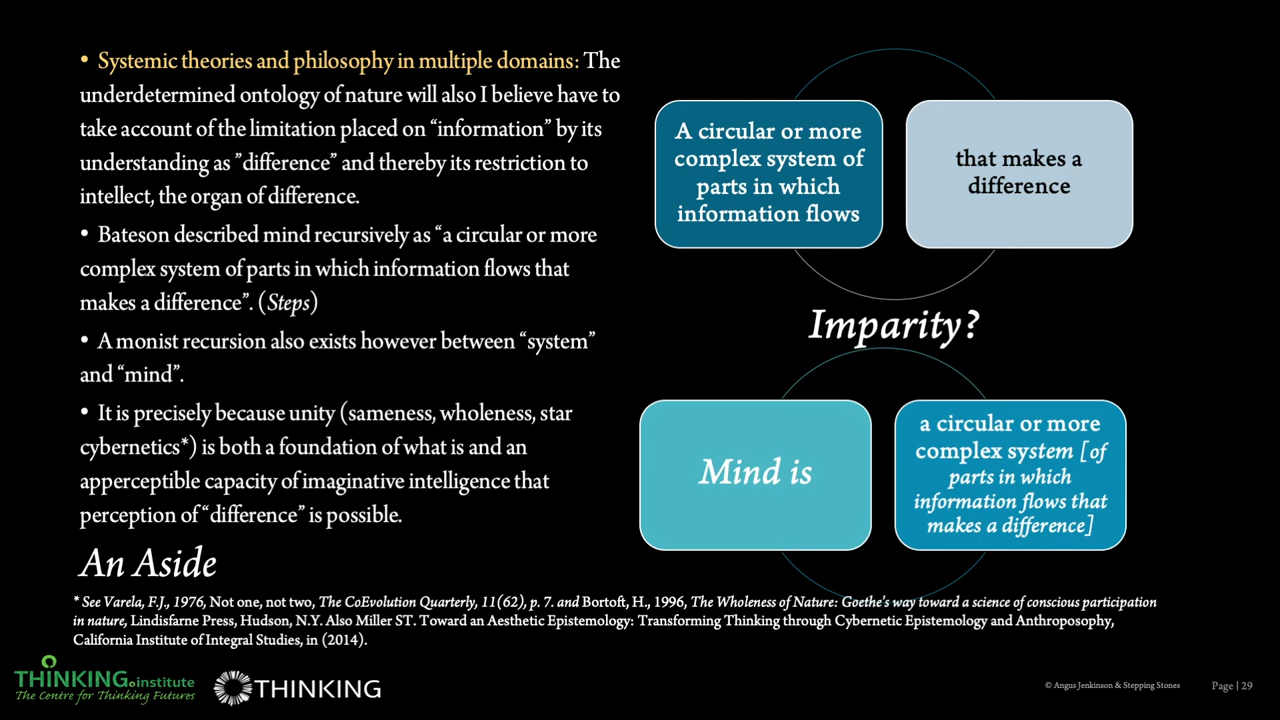 • Systemic theories and philosophy in multiple domains: The
underdetermined ontology of nature will also I believe have to
take account of the limitation placed on “information” by its
understanding as ”difference” and thereby its restriction to
intellect, the organ of difference.
• Bateson described mind recursively as “a circular or more
complex system of parts in which information flows that
makes a difference”. (Steps)
• A monist recursion also exists however between “system”
and “mind”.
• It is precisely because unity (sameness, wholeness, star
cybernetics*) is both a foundation of what is and an
apperceptible capacity of imaginative intelligence that
perception of “difference” is possible.
An Aside
A circular or more
complex system of
parts in which
information flows
that makes a
difference
Imparity?
Mind is
a circular or more
complex system [of
parts in which
information flows that
makes a difference]
* See Varela, F.J., 1976, Not one, not two, The CoEvolution Quarterly, 11(62), p. 7. and Bortoft, H., 1996, The Wholeness of Nature: Goethe's way toward a science of conscious participation
in nature, Lindisfarne Press, Hudson, N.Y. Also Miller ST. Toward an Aesthetic Epistemology: Transforming Thinking through Cybernetic Epistemology and Anthroposophy,
California Institute of Integral Studies, in (2014).
THINKING.institute
The Centre for Thinking Futures
THINKING
© Angus Jenkinson & Stepping Stones
Page | 29